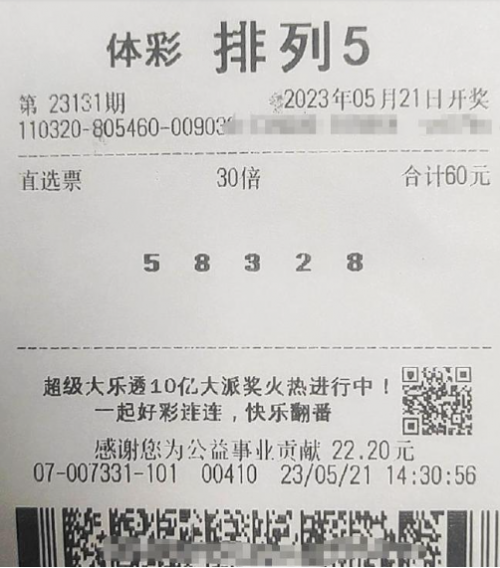 体彩 排列5
第 23131期 2023年05月21日开奖
110320-805460-00903
直选票 30倍 合计60元
5 8 3 2 8
超级大乐透10亿大派奖火热进行中！
一起好彩连连，快乐翻番
感谢您为公益事业贡献 22.20元
07-007331-101 00410 23/05/21 14:30:56